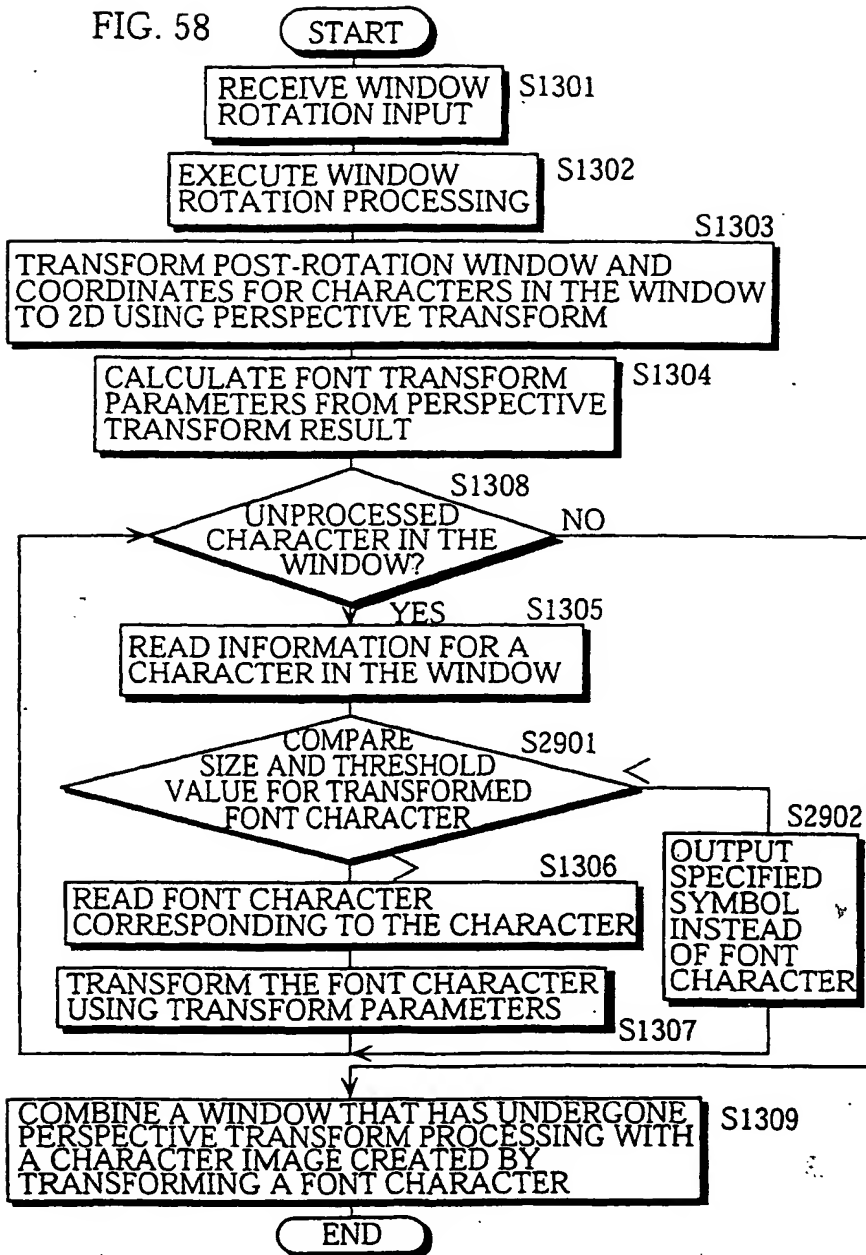 FIG. 58
START
RECEIVE WINDOW
ROTATION INPUT
S1301
EXECUTE WINDOW
ROTATION PROCESSING
S1302
S1303
TRANSFORM POST-ROTATION WINDOW AND
COORDINATES FOR CHARACTERS IN THE WINDOW
TO 2D USING PERSPECTIVE TRANSFORM
CALCULATE FONT TRANSFORM
PARAMETERS FROM PERSPECTIVE
TRANSFORM RESULT
S1304
S1308
UNPROCESSED
CHARACTER IN THE
WINDOW?
NO
YES
S1305
READ INFORMATION FOR A
CHARACTER IN THE WINDOW
COMPARE
SIZE AND THRESHOLD
VALUE FOR TRANSFORMED
FONT CHARACTER
S2901
<
>
S2902
OUTPUT
SPECIFIED
SYMBOL
INSTEAD
OF FONT
CHARACTER
S1306
READ FONT CHARACTER
CORRESPONDING TO THE CHARACTER
TRANSFORM THE FONT CHARACTER
USING TRANSFORM PARAMETERS
S1307
COMBINE A WINDOW THAT HAS UNDERGONE
PERSPECTIVE TRANSFORM PROCESSING WITH
A CHARACTER IMAGE CREATED BY
TRANSFORMING A FONT CHARACTER
S1309
END